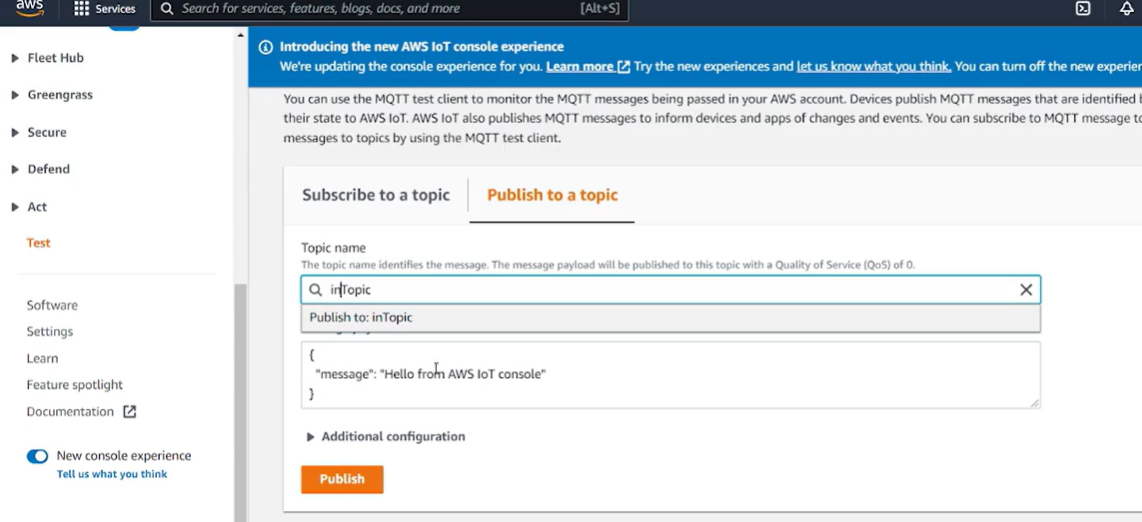 aws
Services
Search for services, features, blogs, docs, and more
[Alt+S]
Fleet Hub
Greengrass
Secure
Defend
Act
Test
Software
Settings
Learn
Feature spotlight
Documentation
New console experience
Tell us what you think
Introducing the new AWS IoT console experience
We're updating the console experience for you. Learn more Try the new experiences and let us know what you think. You can turn off the new
You can use the MQTT test client to monitor the MQTT messages being passed in your AWS account. Devices publish MQTT messages that are identified
their state to AWS IoT. AWS IoT also publishes MQTT messages to inform devices and apps of changes and events. You can subscribe to MQTT message
messages to topics by using the MQTT test client.
Subscribe to a topic
Publish to a topic
Topic name
The topic name identifies the message. The message payload will be published to this topic with a Quality of Service (QoS) of 0.
inTopic
Publish to: inTopic
{
"message": "Hello from AWS IoT console"
}
Additional configuration
Publish